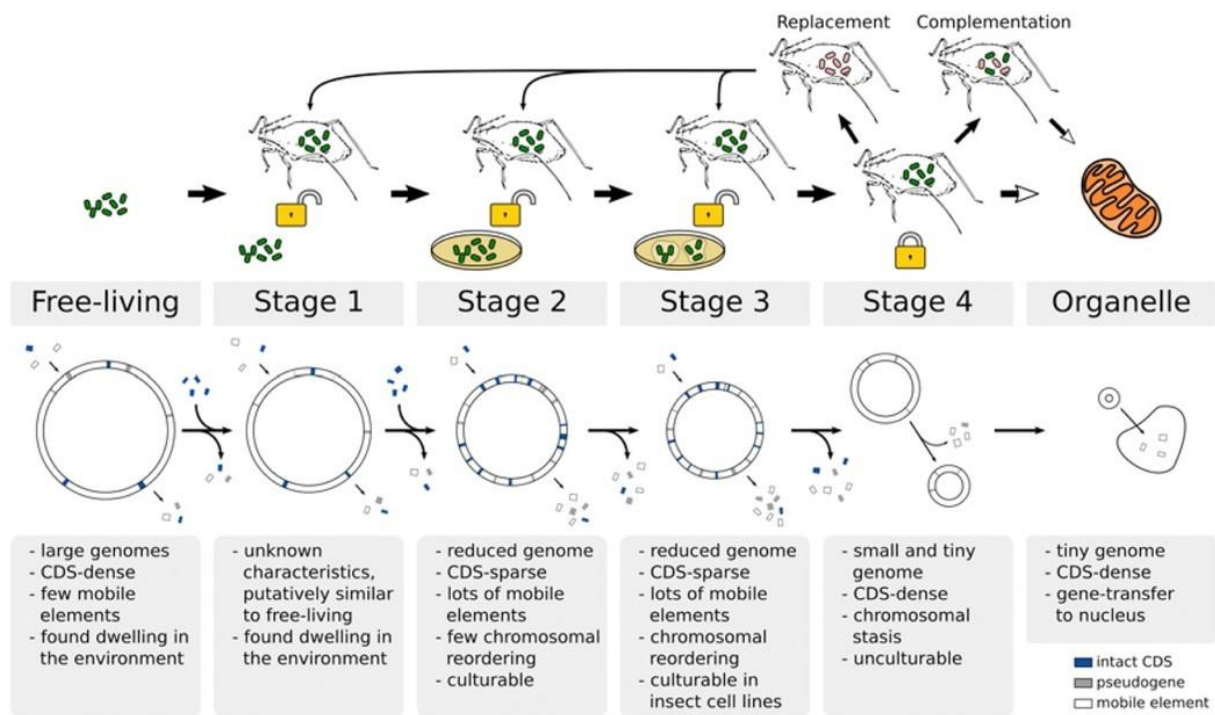 Replacement
Complementation
Free-living
Stage 1
Stage 2
Stage 3
Stage 4
Organelle
- large genomes
- CDS-dense
- few mobile
elements
- found dwelling in
the environment
- unknown
characteristics,
putatively similar
to free-living
- found dwelling in
the environment
- reduced genome
- CDS-sparse
- lots of mobile
elements
- few chromosomal
reordering
- culturable
- reduced genome
- CDS-sparse
- lots of mobile
elements
- chromosomal
reordering
- culturable in
insect cell lines
- small and tiny
genome
- CDS-dense
- chromosomal
stasis
- unculturable
- tiny genome
- CDS-dense
- gene-transfer
to nucleus
intact CDS
pseudogene
mobile element